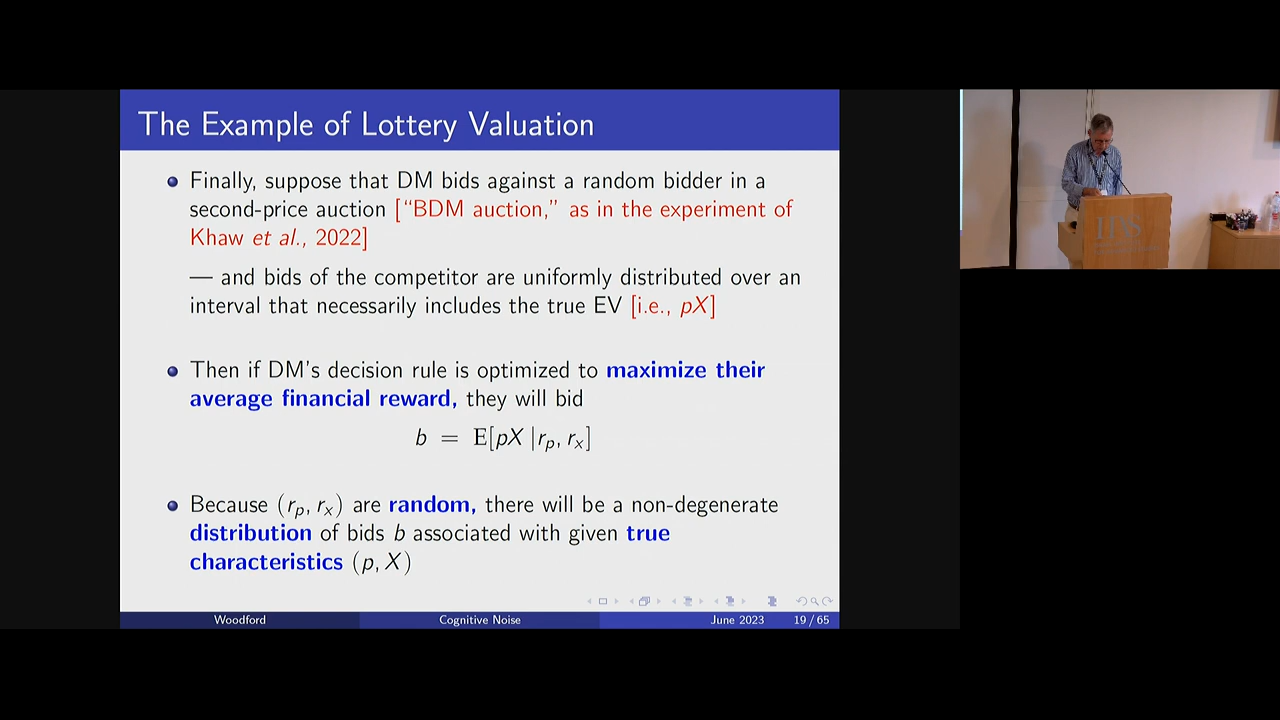 The Example of Lottery Valuation
Finally, suppose that DM bids against a random bidder in a
second-price auction [“BDM auction,” as in the experiment of
Khaw et al., 2022]
— and bids of the competitor are uniformly distributed over an
interval that necessarily includes the true EV [i.e., pX]
Then if DM's decision rule is optimized to maximize their
average financial reward, they will bid
b = E[pX |r_p, r_x]
Because (r_p, r_x) are random, there will be a non-degenerate
distribution of bids b associated with given true
characteristics (p, X)
Woodford Cognitive Noise June 2023 19 / 65